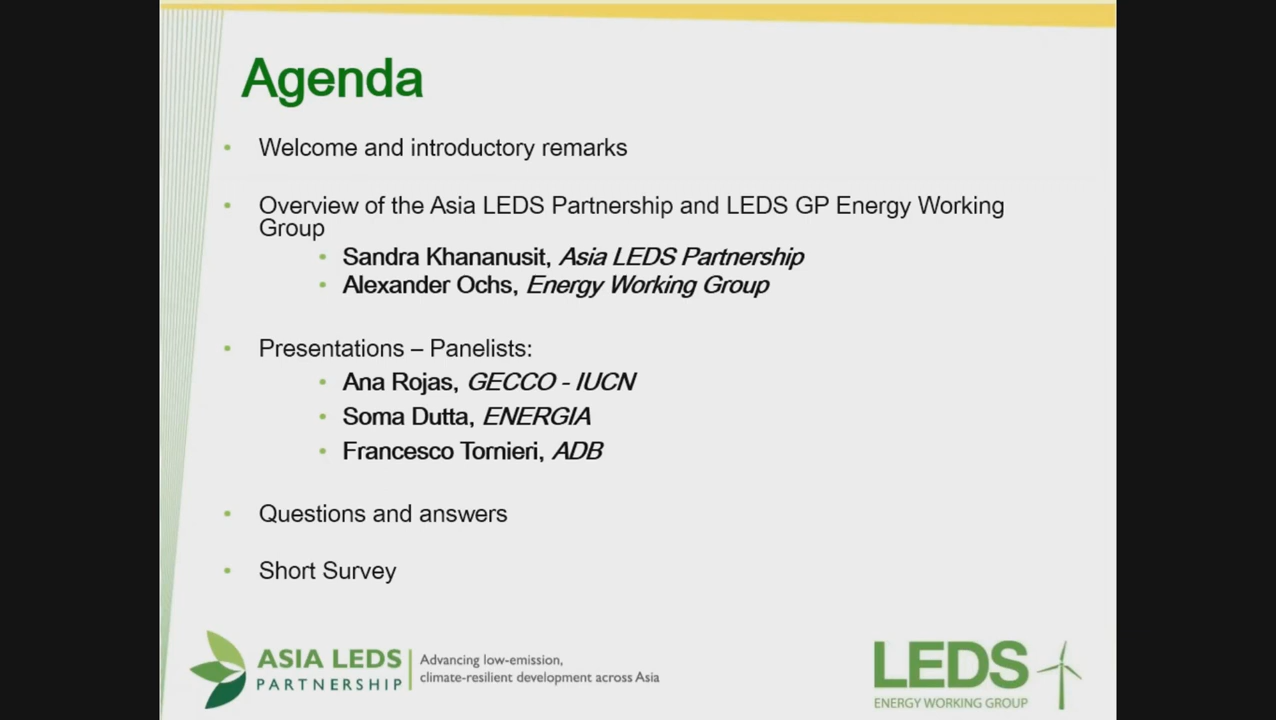 Agenda
• Welcome and introductory remarks
• Overview of the Asia LEDS Partnership and LEDS GP Energy Working
Group
• Sandra Khananusit, Asia LEDS Partnership
• Alexander Ochs, Energy Working Group
• Presentations – Panelists:
• Ana Rojas, GECCO - IUCN
• Soma Dutta, ENERGIA
• Francesco Tornieri, ADB
• Questions and answers
• Short Survey
ASIA LEDS
PARTNERSHIP
Advancing low-emission,
climate-resilient development across Asia
LEDS
ENERGY WORKING GROUP